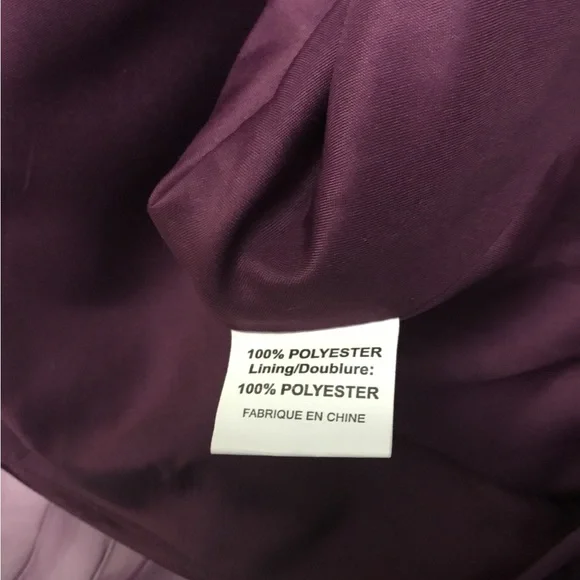 100% POLYESTER
Lining/Doublure:
100% POLYESTER
FABRIQUE EN CHINE